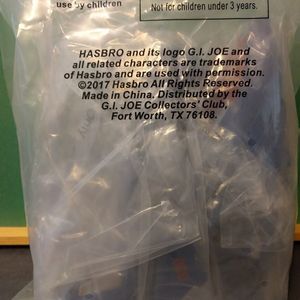 use by children
Not for children under 3 years.
HASBRO and its logo G.I. JOE and
all related characters are trademarks
of Hasbro and are used with permission.
©2017 Hasbro All Rights Reserved.
Made in China. Distributed by the
G.I. JOE Collectors' Club,
Fort Worth, TX 76108.